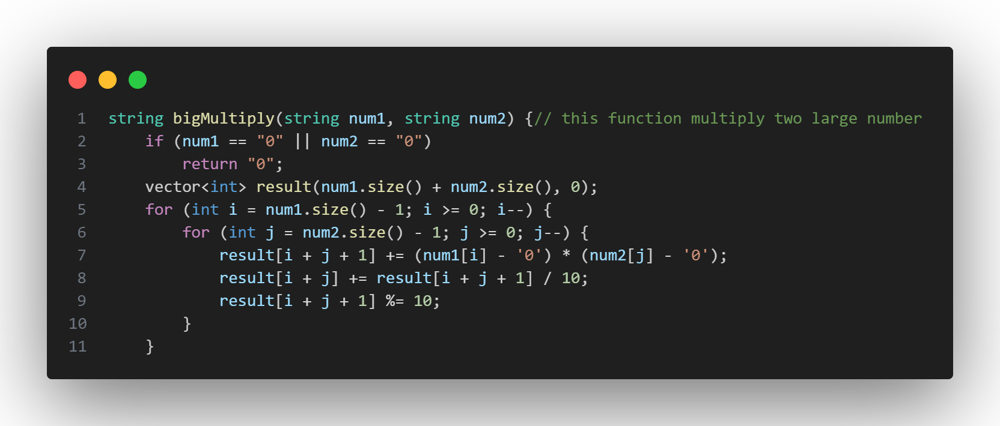 1 string bigMultiply(string num1, string num2) {// this function multiply two large number
2     if (num1 == "0" || num2 == "0")
3         return "0";
4     vector<int> result(num1.size() + num2.size(), 0);
5     for (int i = num1.size() - 1; i >= 0; i--) {
6         for (int j = num2.size() - 1; j >= 0; j--) {
7             result[i + j + 1] += (num1[i] - '0') * (num2[j] - '0');
8             result[i + j] += result[i + j + 1] / 10;
9             result[i + j + 1] %= 10;
10         }
11     }